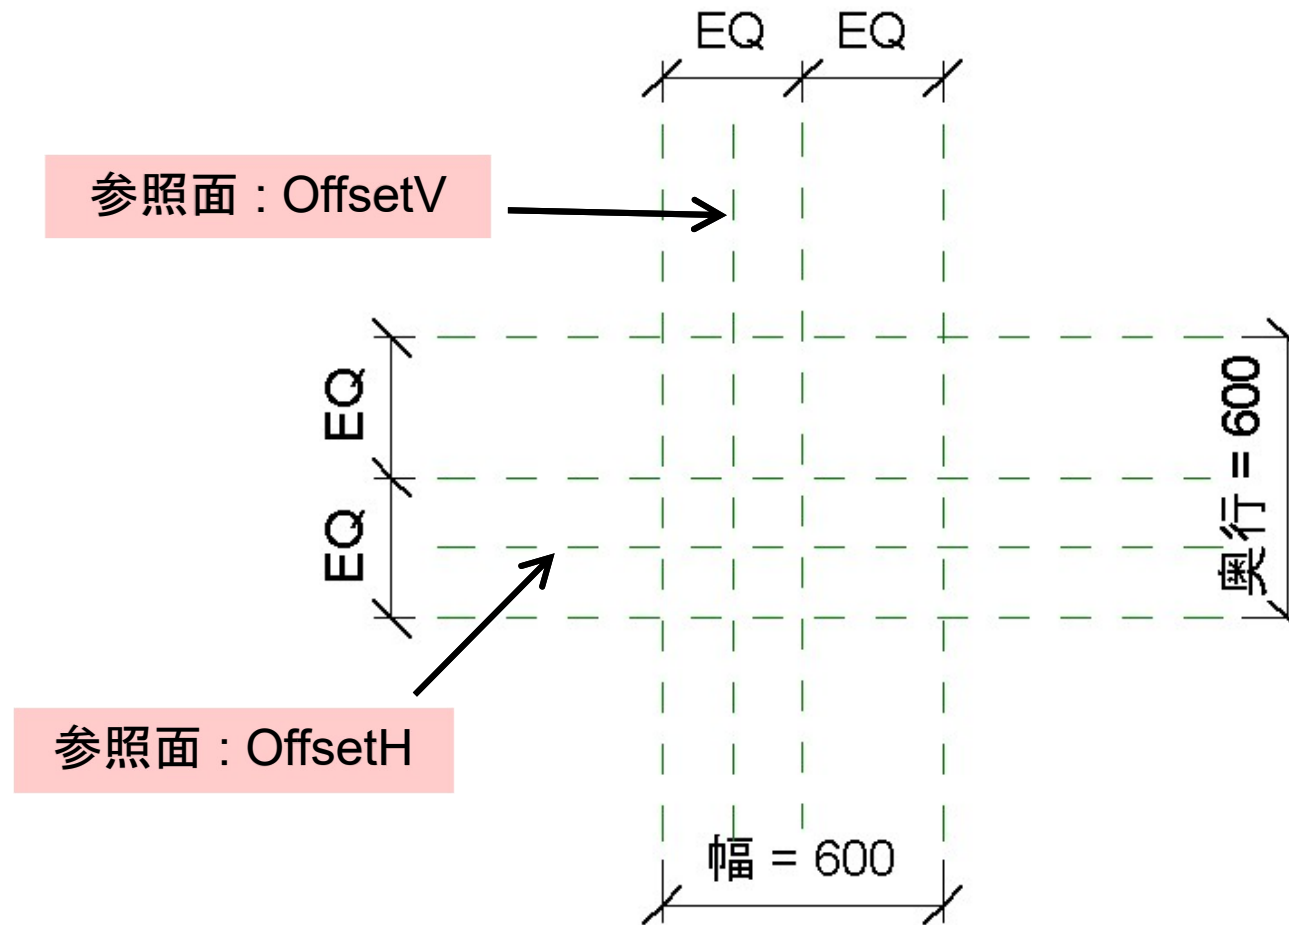 EQ EQ
参照面 : OffsetV
EQ
EQ
奥行 = 600
参照面 : OffsetH
幅 = 600